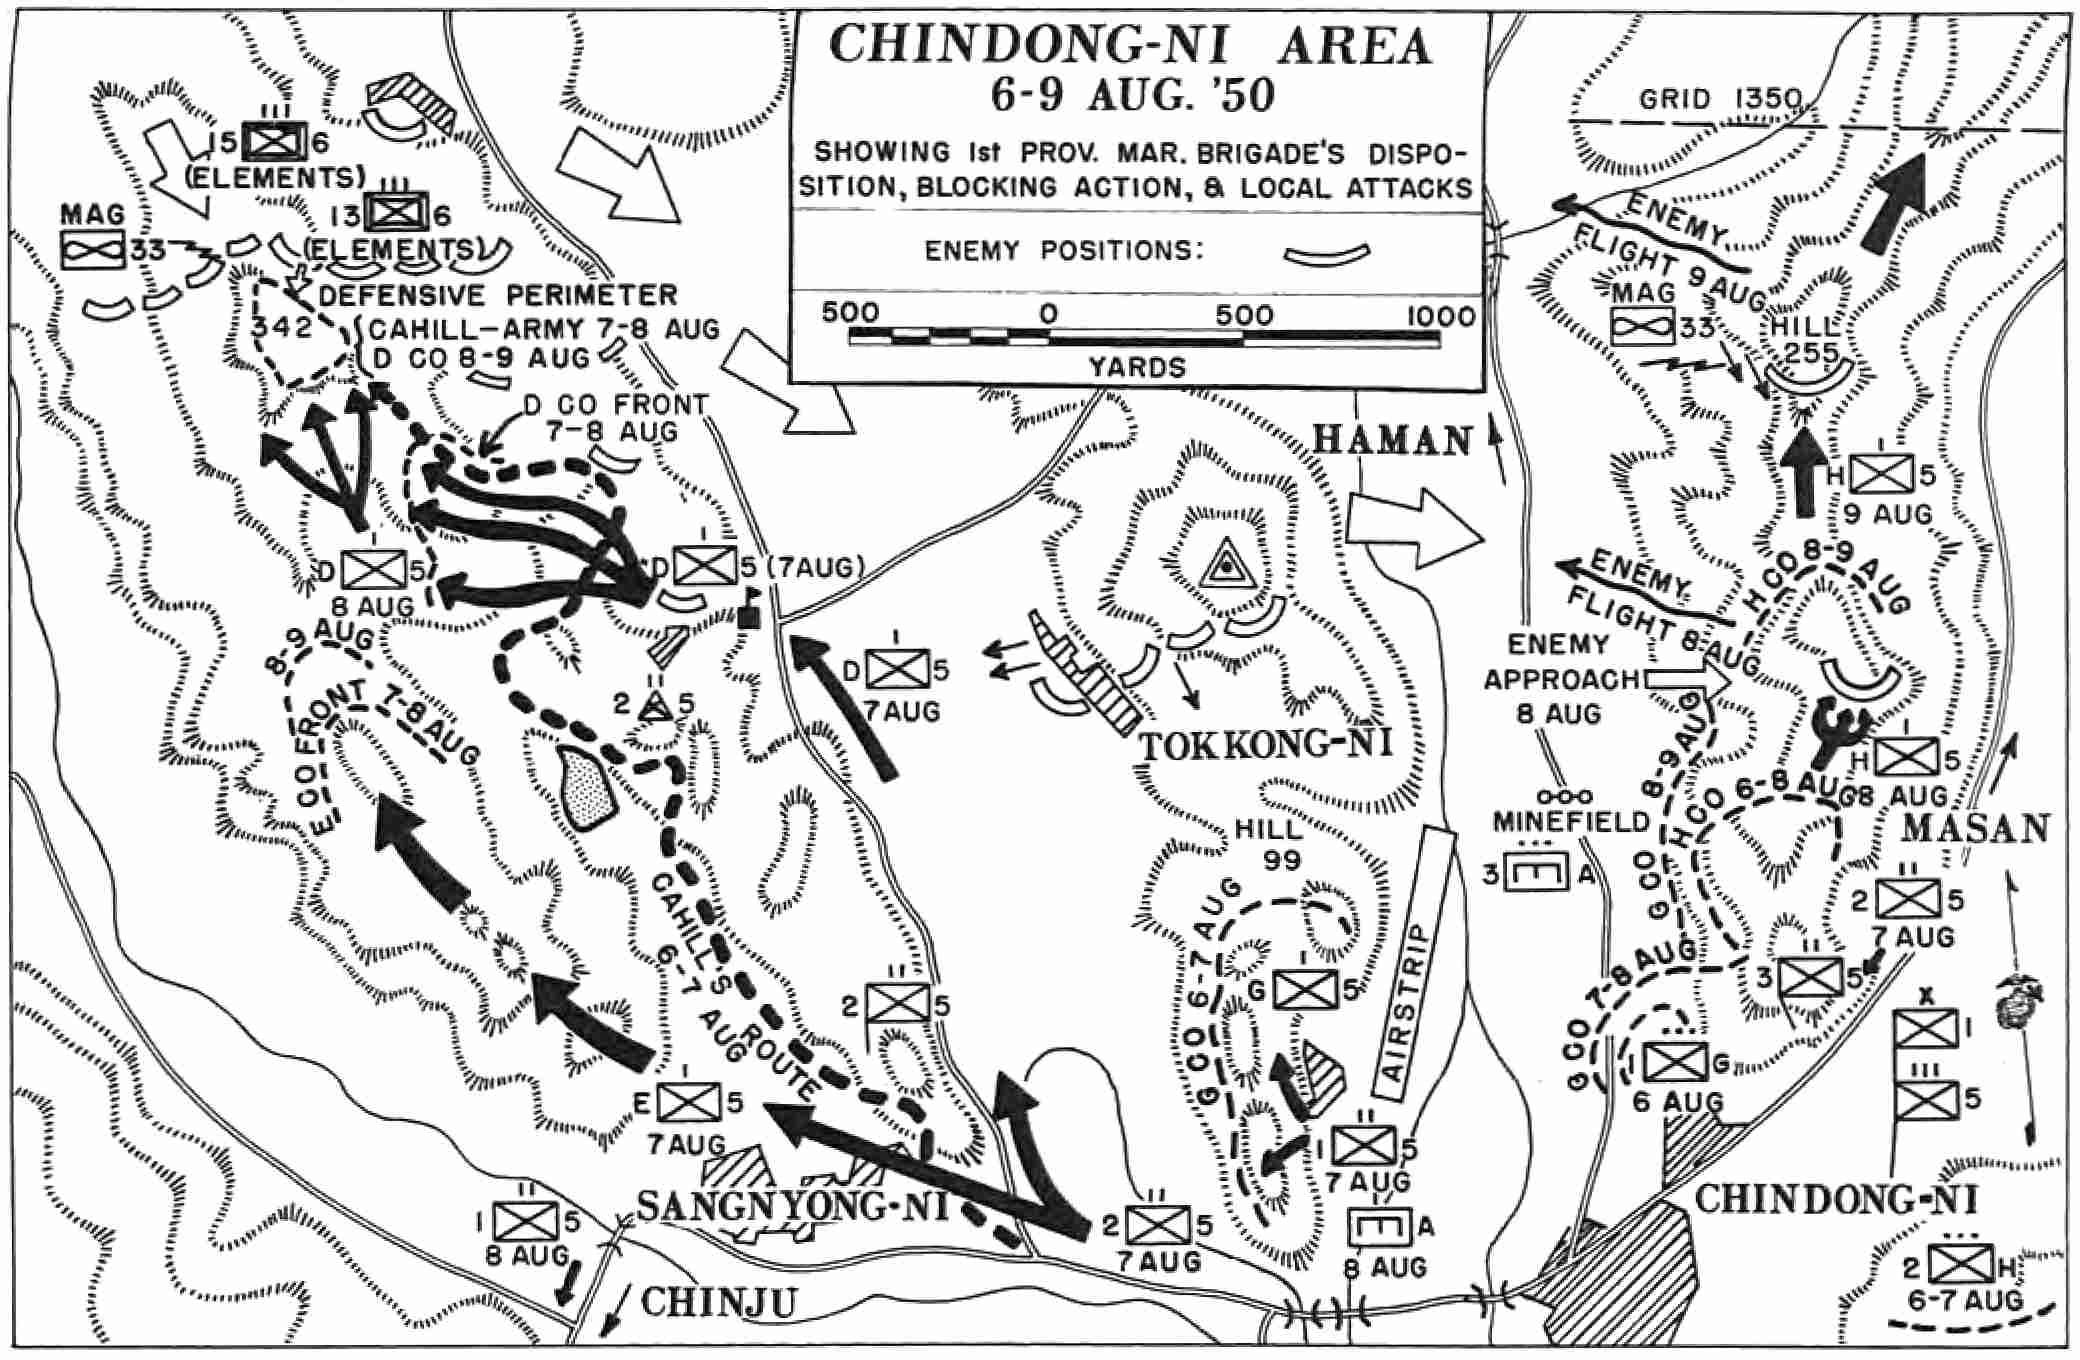 CHINDONG-NI AREA
6-9 AUG. '50
SHOWING 1st PROV. MAR. BRIGADE'S DISPO-
SITION, BLOCKING ACTION, & LOCAL ATTACKS
ENEMY POSITIONS:
500 0 500 1000
YARDS
GRID 1350
15 III 6
(ELEMENTS)
13 III 6
(ELEMENTS)
MAG
33
DEFENSIVE PERIMETER
CAHILL-ARMY 7-8 AUG
D CO 8-9 AUG
342
D CO FRONT
7-8 AUG
D I 5
8 AUG
D I 5 (7AUG)
D I 5
7 AUG
8-9 AUG
E CO FRONT 7-8 AUG
2 II 5
CAHILL'S ROUTE
6-7 AUG
2 II 5
E I 5
7 AUG
SANGNYONG-NI
1 II 5
8 AUG
CHINJU
2 II 5
7 AUG
HAMAN
TOKKONG-NI
HILL
99
G CO 6-7 AUG
G I 5
AIRSTRIP
1 II 5
7 AUG
I A
8 AUG
ENEMY
FLIGHT 9 AUG
MAG
33
HILL
255
H I 5
9 AUG
H CO 8-9 AUG
ENEMY
FLIGHT 8 AUG
ENEMY
APPROACH
8 AUG
MINEFIELD
3 A
G CO 8-9 AUG
H CO 6-8 AUG
H I 5
8 AUG
MASAN
2 II 5
7 AUG
3 II 5
G CO 7-8 AUG
1 G
6 AUG
X
1
III
5
CHINDONG-NI
2 H
6-7 AUG